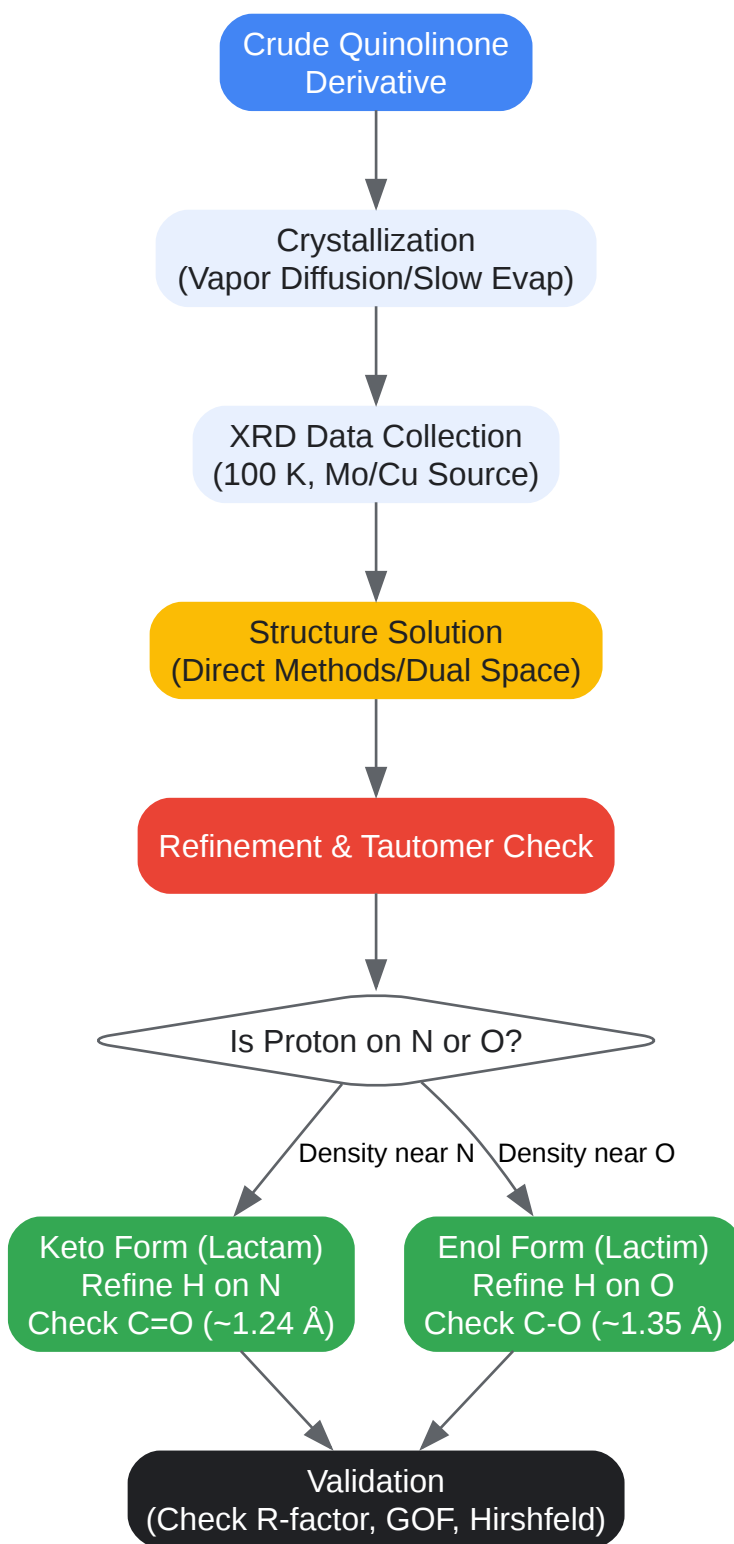 Crude Quinolinone
Derivative
Crystallization
(Vapor Diffusion/Slow Evap)
XRD Data Collection
(100 K, Mo/Cu Source)
Structure Solution
(Direct Methods/Dual Space)
Refinement & Tautomer Check
Is Proton on N or O?
Density near N
Density near O
Keto Form (Lactam)
Refine H on N
Check C=O (~1.24 Å)
Enol Form (Lactim)
Refine H on O
Check C-O (~1.35 Å)
Validation
(Check R-factor, GOF, Hirshfeld)